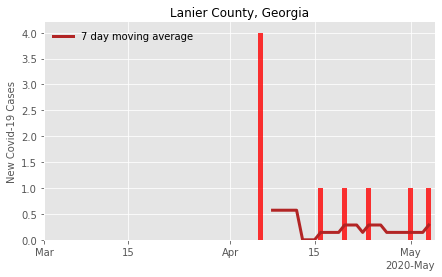 Lanier County, Georgia
7 day moving average
New Covid-19 Cases
4.0
3.5
3.0
2.5
2.0
1.5
1.0
0.5
0.0
Mar
15
Apr
15
May
2020-May